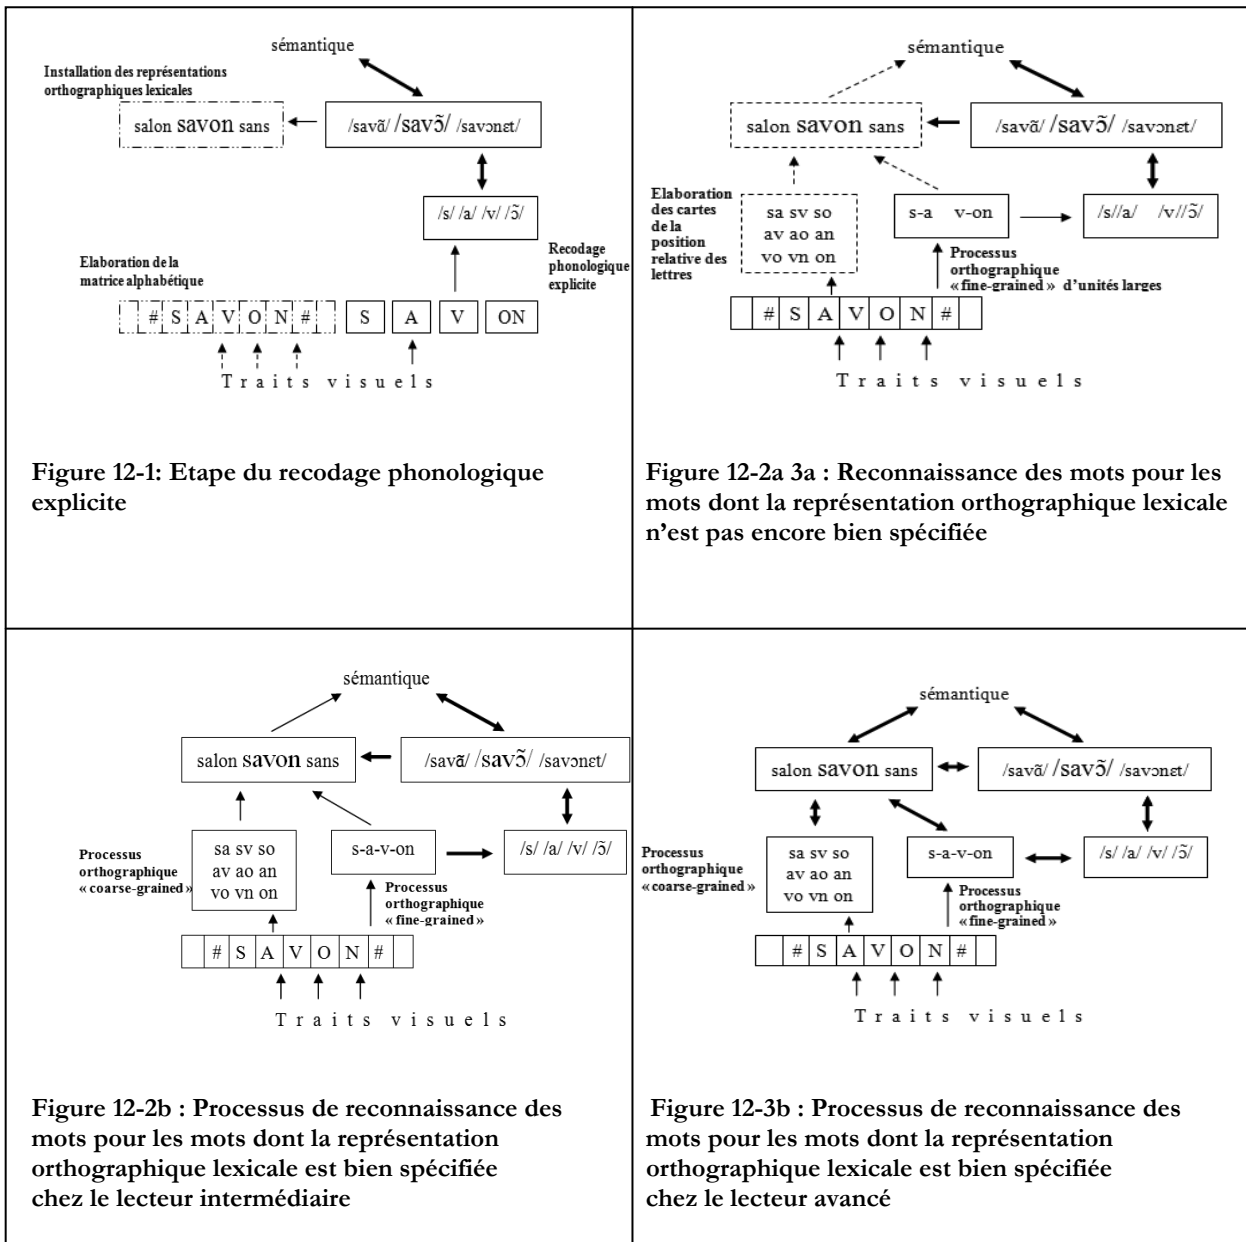 sémantique
Installation des représentations
orthographiques lexicales
salon savon sans
/savɑ̃/ /savɔ̃/ /savɔnɛt/
/s/ /a/ /v/ /ɔ̃/
Elaboration de la
matrice alphabétique
Recodage
phonologique
explicite
# S A V O N #
S A V ON
Traits visuels
Figure 12-1: Etape du recodage phonologique
explicite
sémantique
salon savon sans
/savɑ̃/ /savɔ̃/ /savɔnɛt/
Elaboration
des cartes
de la
position
relative des
lettres
sa sv so
av ao an
vo vn on
s-a v-on
/s//a/ /v//ɔ̃/
Processus
orthographique
« fine-grained » d'unités larges
# S A V O N #
Traits visuels
Figure 12-2a 3a : Reconnaissance des mots pour les
mots dont la représentation orthographique lexicale
n'est pas encore bien spécifiée
sémantique
salon savon sans
/savɑ̃/ /savɔ̃/ /savɔnɛt/
Processus
orthographique
« coarse-grained »
sa sv so
av ao an
vo vn on
s-a-v-on
/s/ /a/ /v/ /ɔ̃/
Processus
orthographique
« fine-grained »
# S A V O N #
Traits visuels
Figure 12-2b : Processus de reconnaissance des
mots pour les mots dont la représentation
orthographique lexicale est bien spécifiée
chez le lecteur intermédiaire
sémantique
salon savon sans
/savɑ̃/ /savɔ̃/ /savɔnɛt/
Processus
orthographique
« coarse-grained »
sa sv so
av ao an
vo vn on
s-a-v-on
/s/ /a/ /v/ /ɔ̃/
Processus
orthographique
« fine-grained »
# S A V O N #
Traits visuels
Figure 12-3b : Processus de reconnaissance des
mots pour les mots dont la représentation
orthographique lexicale est bien spécifiée
chez le lecteur avancé